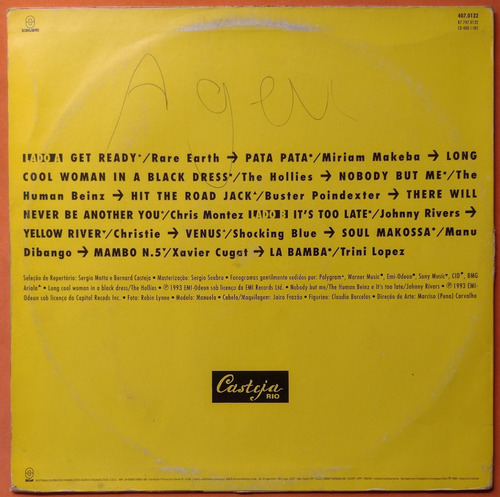 SOM LIVRE
407.0132
Agen
LADO A GET READY/Rare Earth → PATA PATA/Miriam Makeba → LONG
COOL WOMAN IN A BLACK DRESS/The Hollies → NOBODY BUT ME/The
Human Beinz → HIT THE ROAD JACK/Buster Poindexter → THERE WILL
NEVER BE ANOTHER YOU/Chris Montez LADO B IT'S TOO LATE/Johnny Rivers →
YELLOW RIVER/Christie → VENUS/Shocking Blue → SOUL MAKOSSA/Manu
Dibango → MAMBO N.5/Xavier Cugat → LA BAMBA/Trini Lopez
Seleção de Repertório: Sergio Motta e Bernard Casteja • Masterização: Sergio Seabra • Fonogramas gentilmente cedidos por: Polygram, Warner Music, Emi-Odeon, Sony Music, CID, BMG
Ariola • Long cool woman in a black dress/The Hollies • ℗ 1993 EMI-Odeon sob licença da EMI Records Ltd. • Nobody but me/The Human Beinz e It's too late/Johnny Rivers • ℗ 1993 EMI-
Odeon sob licença da Capitol Records Inc. • Foto: Robin Lynne • Modelo: Manuela • Cabelo/Maquilagem: Jairo Frazão • Figurino: Claudia Barcelos • Direção de Arte: Marciso (Pena) Carvalho
Casteja
RIO